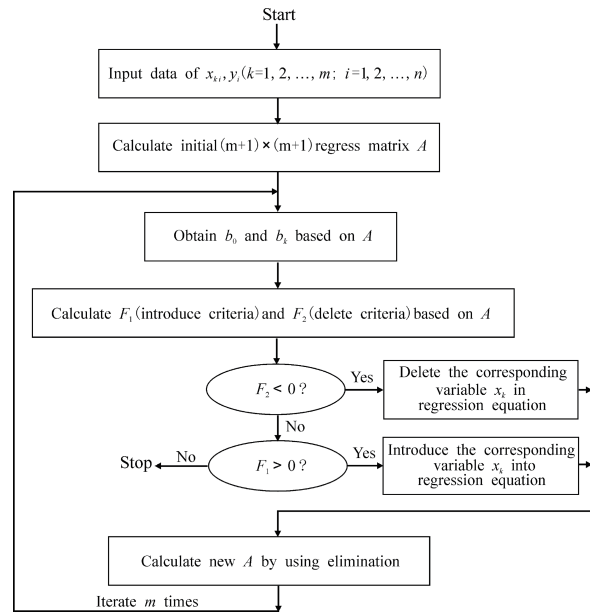 Start
Input data of x_{ki}, y_i (k=1, 2, …, m; i=1, 2, …, n)
Calculate initial (m+1)×(m+1) regress matrix A
Obtain b_0 and b_k based on A
Calculate F_1 (introduce criteria) and F_2 (delete criteria) based on A
F_2 < 0 ?
Yes
Delete the corresponding
variable x_k in
regression equation
No
F_1 > 0 ?
Yes
Introduce the corresponding
variable x_k into
regression equation
No
Stop
Calculate new A by using elimination
Iterate m times